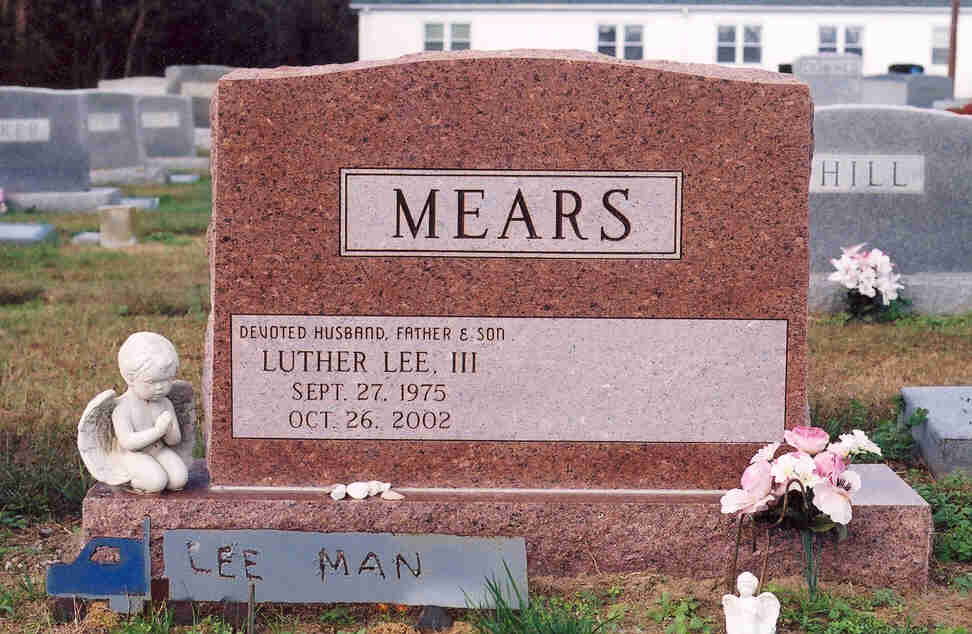 MEARS
DEVOTED HUSBAND, FATHER & SON
LUTHER LEE, III
SEPT. 27, 1975
OCT. 26, 2002
HILL
LEE MAN